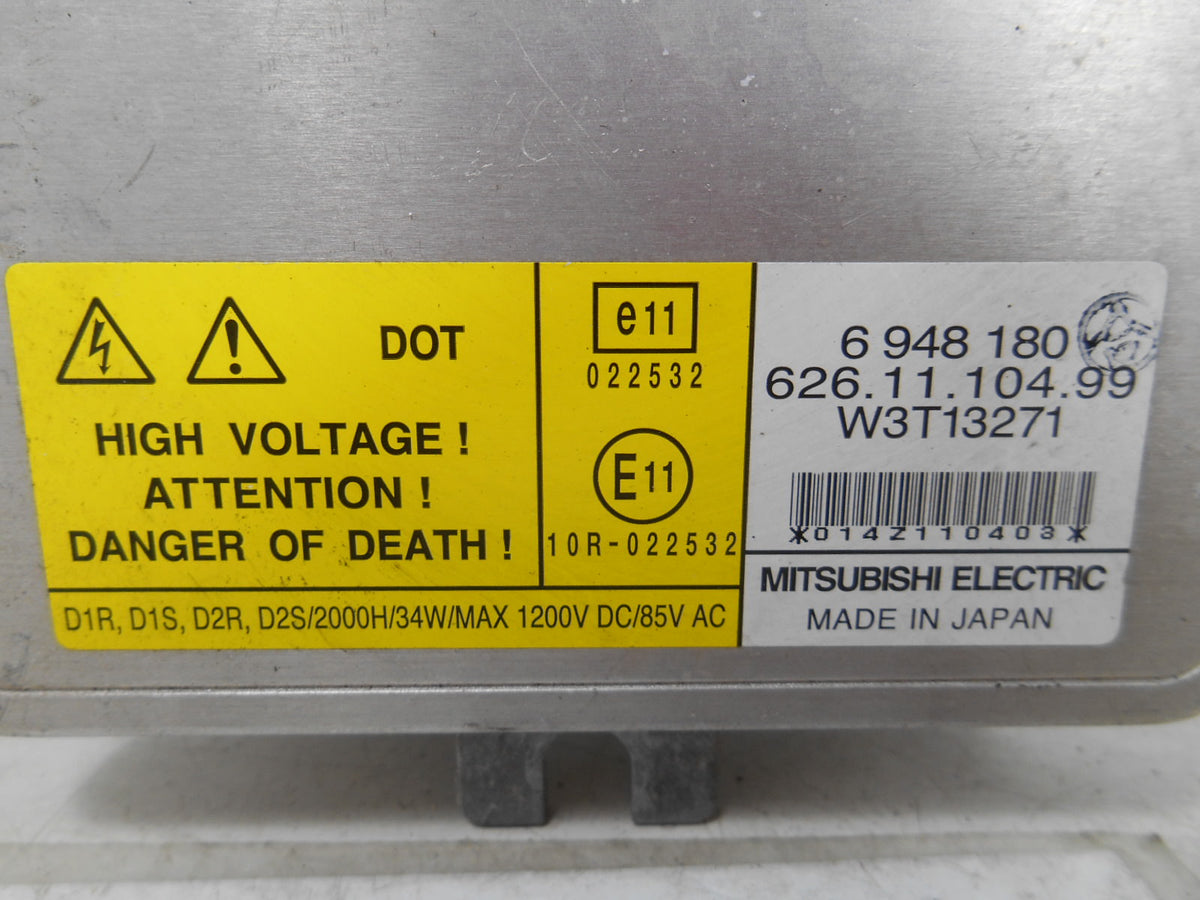 DOT
HIGH VOLTAGE !
ATTENTION !
DANGER OF DEATH !
e11
022532
E11
10R-022532
D1R, D1S, D2R, D2S/2000H/34W/MAX 1200V DC/85V AC
6 948 180
626.11.104.99
W3T13271
*014Z110403*
MITSUBISHI ELECTRIC
MADE IN JAPAN